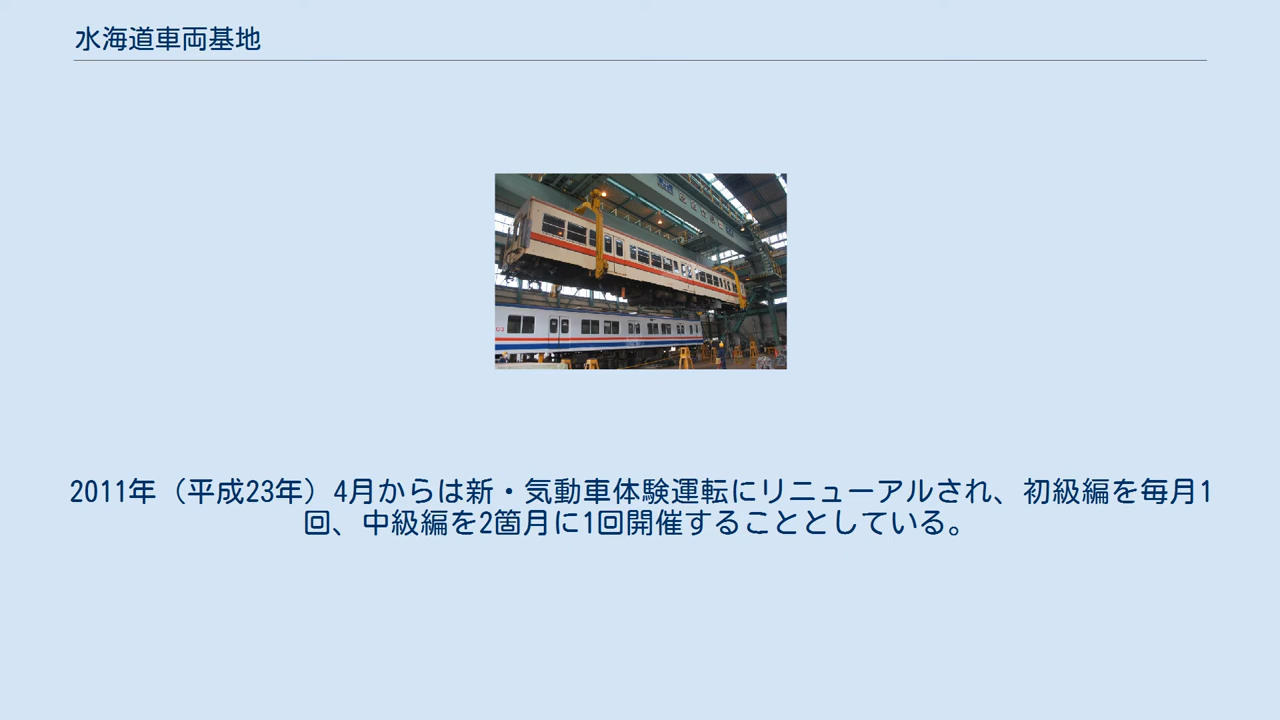 水海道車両基地
2011年（平成23年）4月からは新・気動車体験運転にリニューアルされ、初級編を毎月1
回、中級編を2箇月に1回開催することとしている。